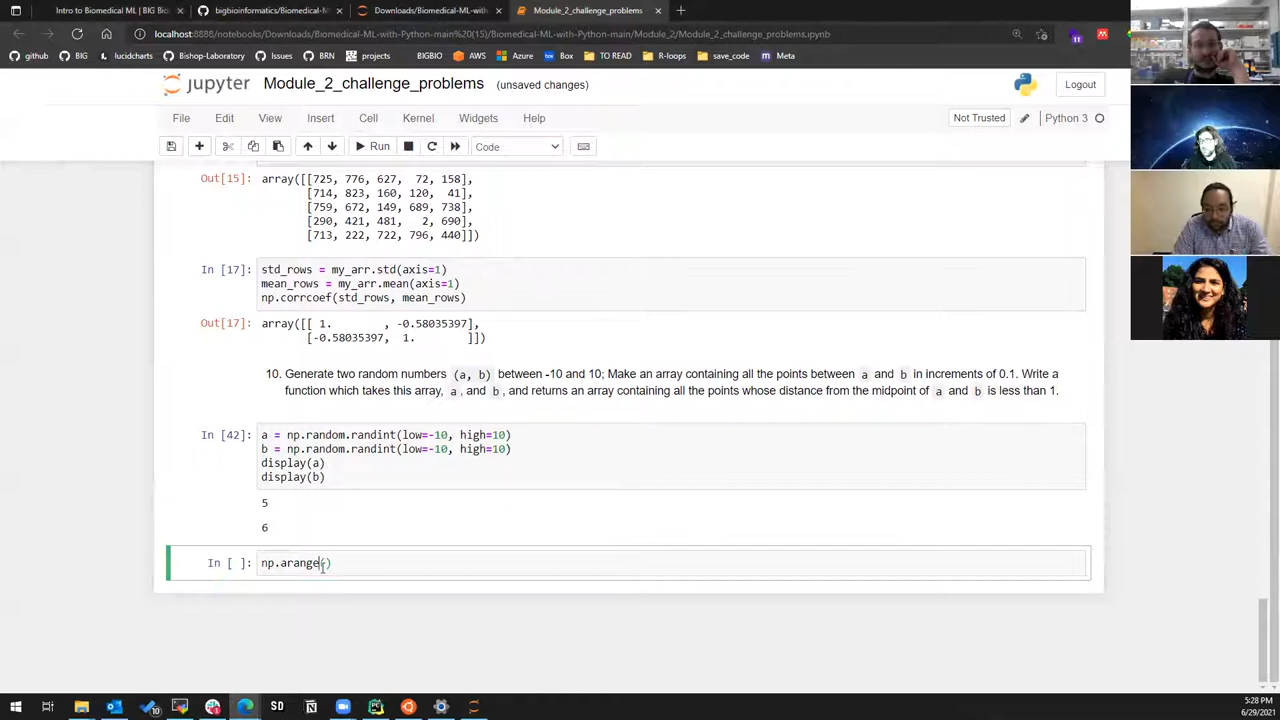 Intro to Biomedical ML | BIG Bio
bigbioinformatics/Biomedical-M
Downloads/Biomedical-ML-with
Module_2_challenge_problems
localhost:8888/notebooks/Downloads/Biomedical-ML-with-Python-main%20(5)/Biomedical-ML-with-Python-main/Module_2/Module_2_challenge_problems.ipynb
github
BIG
lucidcharts
Bishop-Laboratory
Issues
BRN
projects
BIGBI
Azure
Box
TO READ
R-loops
save_code
Meta
11
jupyter Module_2_challenge_problems (unsaved changes)
Logout
File Edit View Insert Cell Kernel Widgets Help
Not Trusted
Python 3
Run
Code
Out[15]: array([[725, 776, 627, 72, 158],
[714, 823, 160, 120, 41],
[759, 672, 149, 689, 738],
[290, 421, 481, 2, 690],
[713, 222, 722, 796, 440]])
In [17]: std_rows = my_arr.std(axis=1)
mean_rows = my_arr.mean(axis=1)
np.corrcoef(std_rows, mean_rows)
Out[17]: array([[ 1. , -0.58035397],
[-0.58035397, 1. ]])
10. Generate two random numbers (a, b) between -10 and 10; Make an array containing all the points between a and b in increments of 0.1. Write a
function which takes this array, a, and b, and returns an array containing all the points whose distance from the midpoint of a and b is less than 1.
In [42]: a = np.random.randint(low=-10, high=10)
b = np.random.randint(low=-10, high=10)
display(a)
display(b)
5
6
In [ ]: np.arange()
SD
5:28 PM
6/29/2021